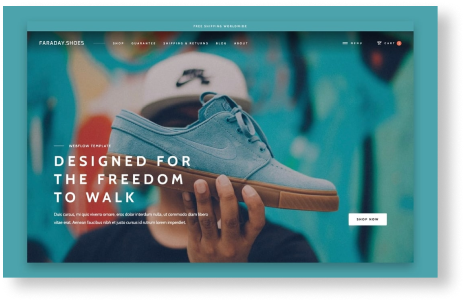 FREE SHIPPING WORLDWIDE
FARADAY.SHOES SHOP GUARANTEE SHIPPING & RETURNS BLOG ABOUT MENU CART
WEBFLOW TEMPLATE
DESIGNED FOR
THE FREEDOM
TO WALK
Duis cursus, mi quis viverra ornare, eros dolor interdum nulla, ut commodo diam libero
vitae erat. Aenean faucibus nibh et justo cursus id rutrum lorem imperdiet.
SHOP NOW